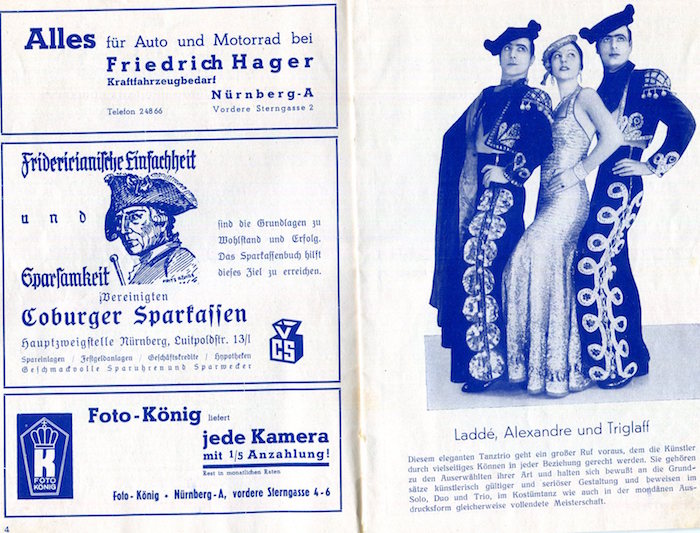 Alles für Auto und Motorrad bei
Friedrich Hager
Kraftfahrzeugbedarf
Nürnberg-A
Telefon 24866 Vordere Sterngasse 2
Fridericianische Einfachheit
und
Sparsamkeit
sind die Grundlagen zu
Wohlstand und Erfolg.
Das Sparkassenbuch hilft
dieses Ziel zu erreichen.
Vereinigten
Coburger Sparkassen
Hauptzweigstelle Nürnberg, Luitpoldstr. 13/I
Spareinlagen / Festgeldanlagen / Geschäftskredite / Hypotheken
Geschmackvolle Sparuhren und Sparwecker
VCS
Foto-König liefert
jede Kamera
mit 1/5 Anzahlung!
Rest in monatlichen Raten
K
FOTO
KÖNIG
Foto-König • Nürnberg-A, vordere Sterngasse 4-6
4
Laddé, Alexandre und Triglaff
Diesem eleganten Tanztrio geht ein großer Ruf voraus, dem die Künstler
durch vielseitiges Können in jeder Beziehung gerecht werden. Sie gehören
zu den Auserwählten ihrer Art und halten sich bewußt an die Grund-
sätze künstlerisch gültiger und seriöser Gestaltung und beweisen im
Solo, Duo und Trio, im Kostümtanz wie auch in der mondänen Aus-
drucksform gleicherweise vollendete Meisterschaft.